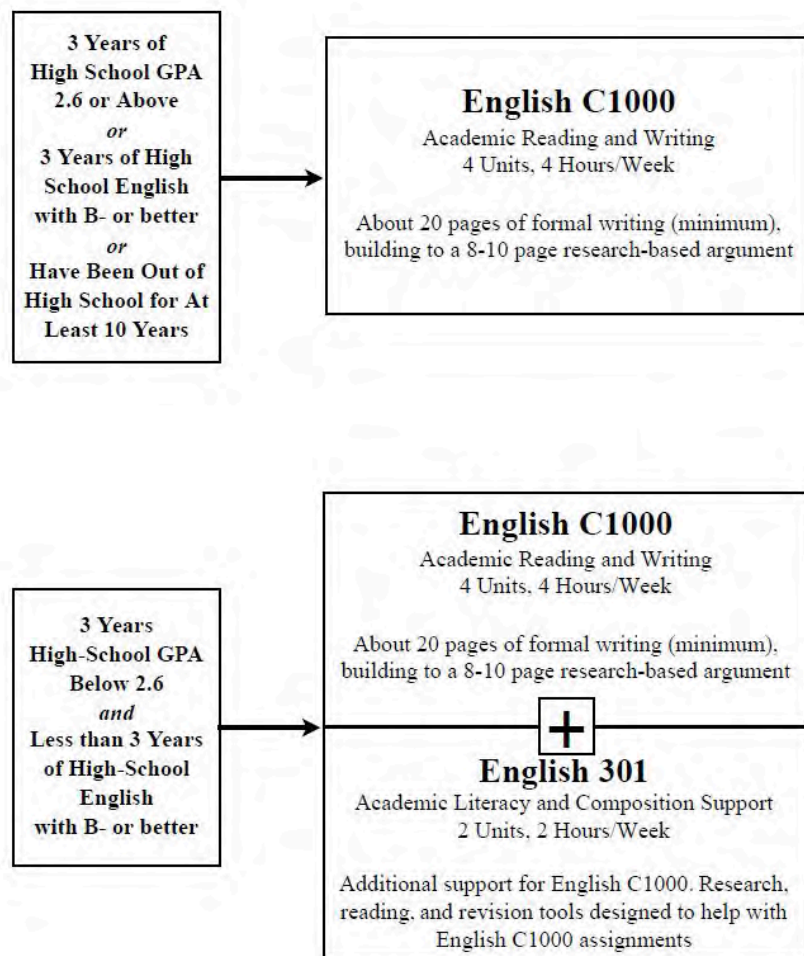 3 Years of
High School GPA
2.6 or Above
or
3 Years of High
School English
with B- or better
or
Have Been Out of
High School for At
Least 10 Years
English C1000
Academic Reading and Writing
4 Units, 4 Hours/Week
About 20 pages of formal writing (minimum),
building to a 8-10 page research-based argument
3 Years
High-School GPA
Below 2.6
and
Less than 3 Years
of High-School
English
with B- or better
English C1000
Academic Reading and Writing
4 Units, 4 Hours/Week
About 20 pages of formal writing (minimum),
building to a 8-10 page research-based argument
+
English 301
Academic Literacy and Composition Support
2 Units, 2 Hours/Week
Additional support for English C1000. Research,
reading, and revision tools designed to help with
English C1000 assignments